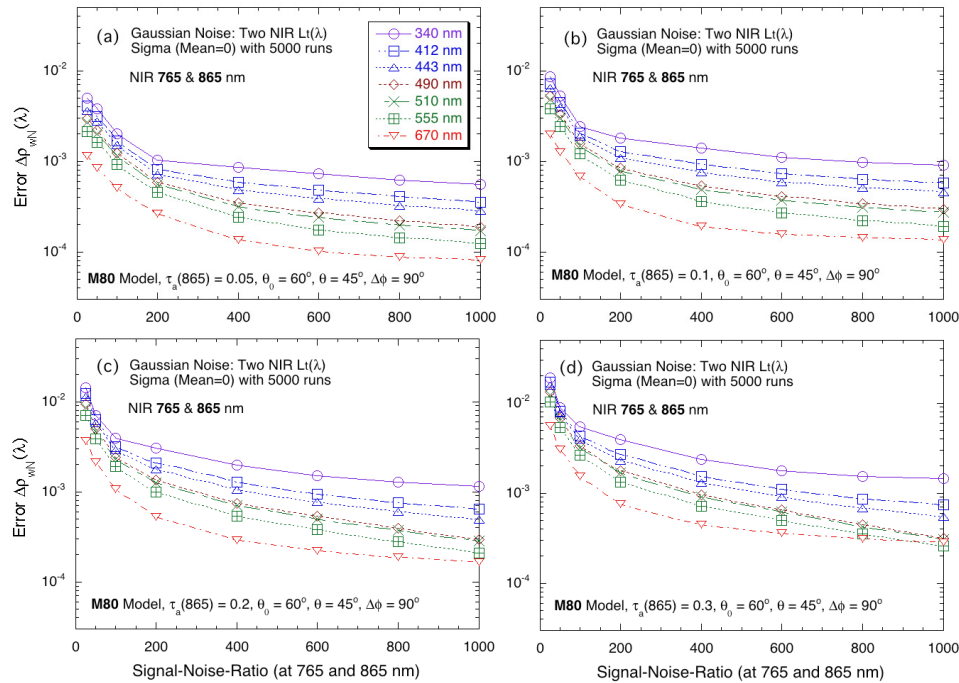 (a) Gaussian Noise: Two NIR Lt(λ)
Sigma (Mean=0) with 5000 runs
NIR 765 & 865 nm
340 nm
412 nm
443 nm
490 nm
510 nm
555 nm
670 nm
Error ΔρwN(λ)
10⁻²
10⁻³
10⁻⁴
M80 Model, τa(865) = 0.05, θ0 = 60°, θ = 45°, Δφ = 90°
0 200 400 600 800 1000
(b) Gaussian Noise: Two NIR Lt(λ)
Sigma (Mean=0) with 5000 runs
NIR 765 & 865 nm
10⁻²
10⁻³
10⁻⁴
M80 Model, τa(865) = 0.1, θ0 = 60°, θ = 45°, Δφ = 90°
0 200 400 600 800 1000
(c) Gaussian Noise: Two NIR Lt(λ)
Sigma (Mean=0) with 5000 runs
NIR 765 & 865 nm
Error ΔρwN(λ)
10⁻²
10⁻³
10⁻⁴
M80 Model, τa(865) = 0.2, θ0 = 60°, θ = 45°, Δφ = 90°
0 200 400 600 800 1000
Signal-Noise-Ratio (at 765 and 865 nm)
(d) Gaussian Noise: Two NIR Lt(λ)
Sigma (Mean=0) with 5000 runs
NIR 765 & 865 nm
10⁻²
10⁻³
10⁻⁴
M80 Model, τa(865) = 0.3, θ0 = 60°, θ = 45°, Δφ = 90°
0 200 400 600 800 1000
Signal-Noise-Ratio (at 765 and 865 nm)